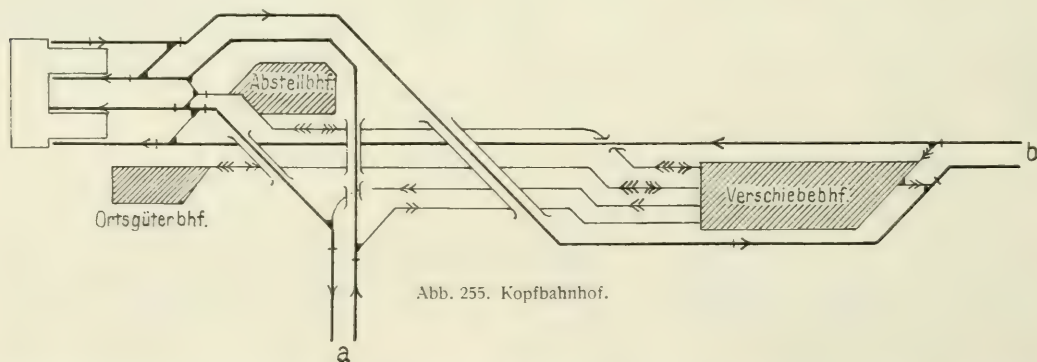 Abstellbhf.
b
Verschiebebhf.
Ortsgüterbhf.
Abb. 255. Kopfbahnhof.
a